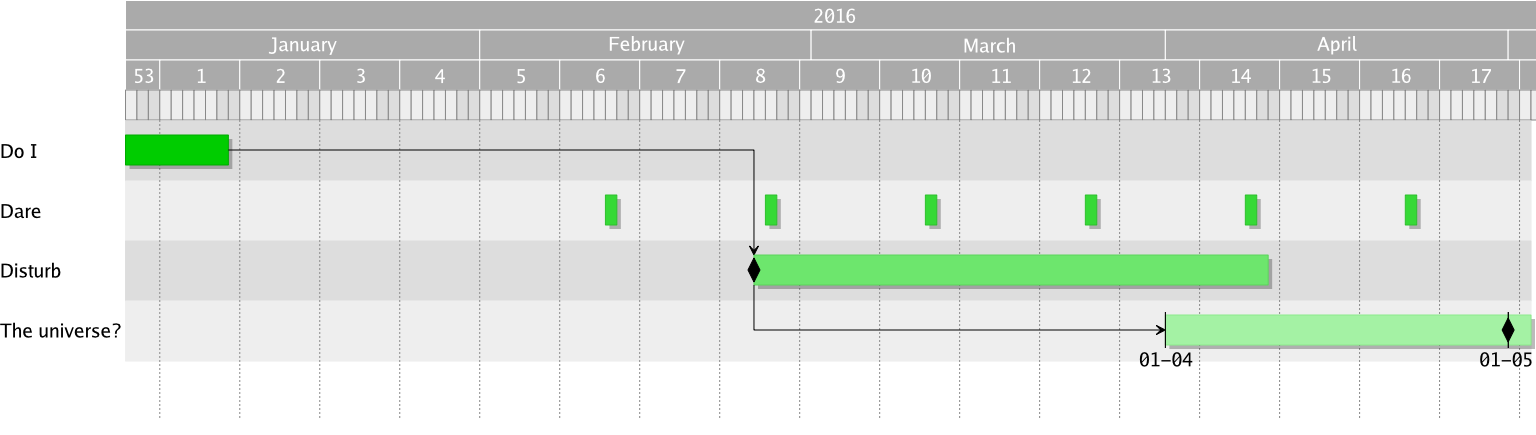 2016
January February March April
53 1 2 3 4 5 6 7 8 9 10 11 12 13 14 15 16 17
Do I
Dare
Disturb
The universe?
01-04 01-05